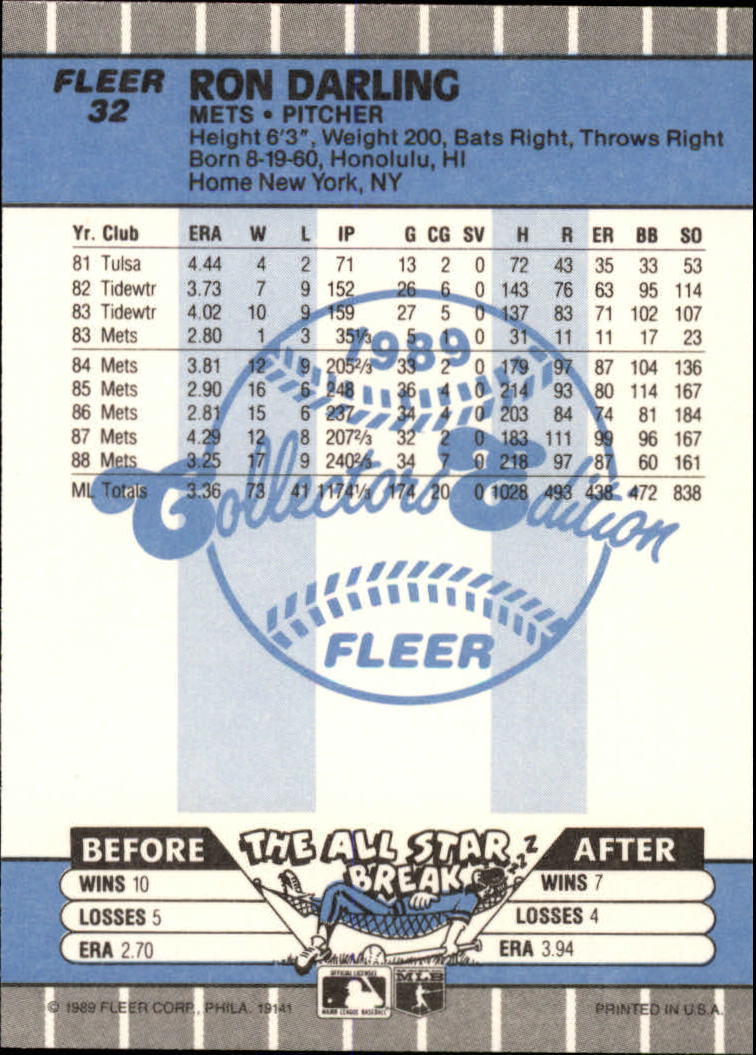 FLEER
32
RON DARLING
METS • PITCHER
Height 6'3", Weight 200, Bats Right, Throws Right
Born 8-19-60, Honolulu, HI
Home New York, NY
Yr. Club ERA W L IP G CG SV H R ER BB SO
81 Tulsa 4.44 4 2 71 13 2 0 72 43 35 33 53
82 Tidewtr 3.73 7 9 152 26 6 0 143 76 63 95 114
83 Tidewtr 4.02 10 9 159 27 5 0 137 83 71 102 107
83 Mets 2.80 1 3 35⅓ 5 1 0 31 11 11 17 23
84 Mets 3.81 12 9 205⅔ 33 2 0 179 97 87 104 136
85 Mets 2.90 16 6 248 36 4 0 214 93 80 114 167
86 Mets 2.81 15 6 237 34 4 0 203 84 74 81 184
87 Mets 4.29 12 8 207⅔ 32 2 0 183 111 99 96 167
88 Mets 3.25 17 9 240⅔ 34 7 0 218 97 87 60 161
ML Totals 3.36 73 41 1174⅓ 174 20 0 1028 493 438 472 838
1989
Collectors Edition
FLEER
BEFORE THE ALL STAR BREAK ZZZ AFTER
WINS 10 WINS 7
LOSSES 5 LOSSES 4
ERA 2.70 ERA 3.94
OFFICIAL LICENSEE
MAJOR LEAGUE BASEBALL
MLB
© 1989 FLEER CORP., PHILA. 19141 PRINTED IN U.S.A.